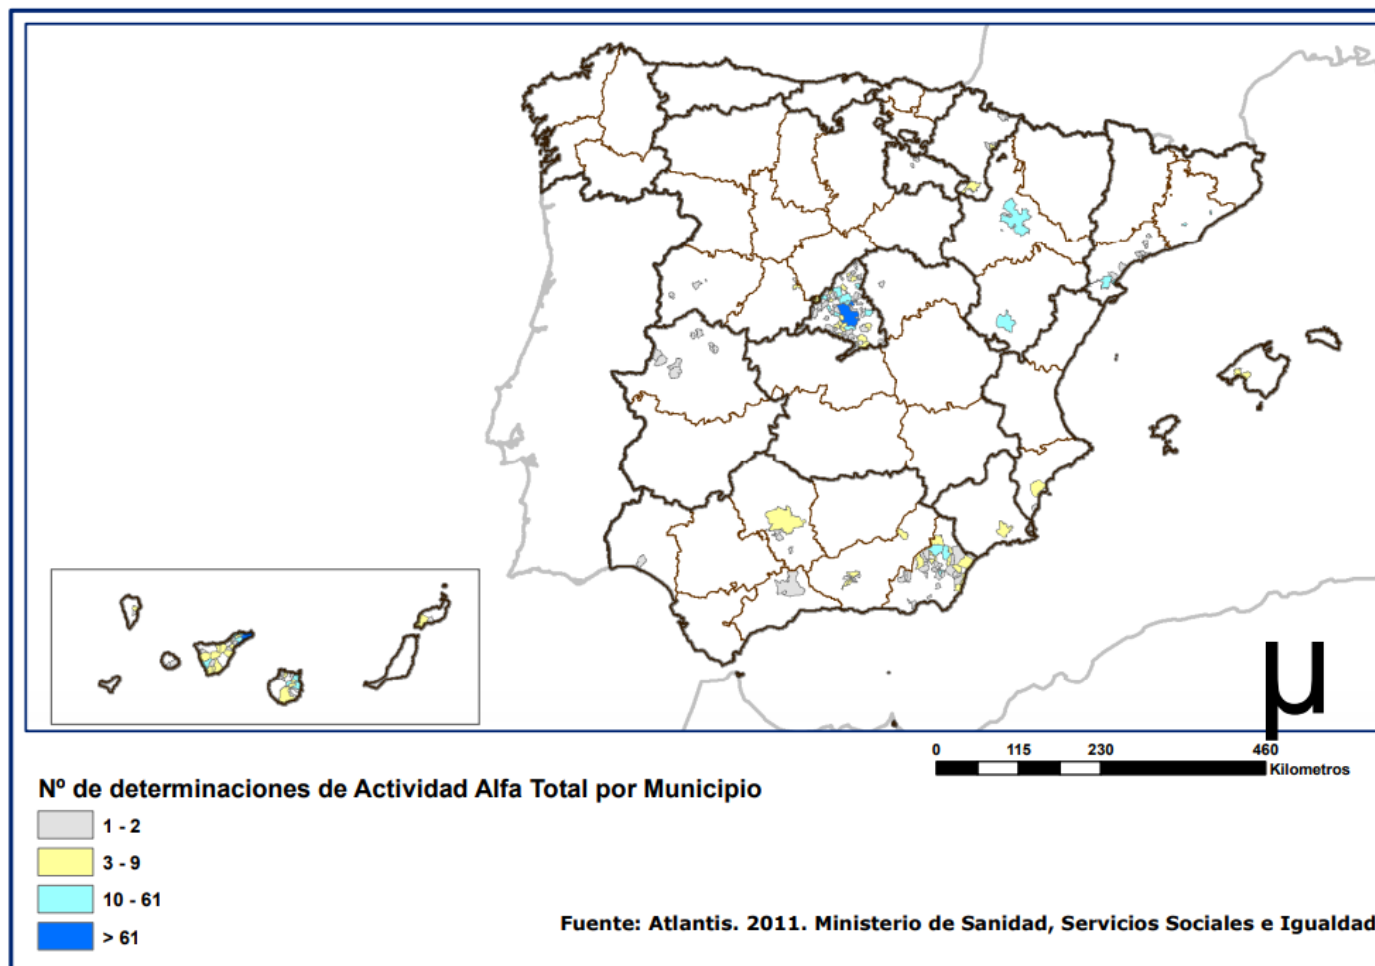 µ
0 115 230 460
Kilometros
Nº de determinaciones de Actividad Alfa Total por Municipio
1 - 2
3 - 9
10 - 61
> 61
Fuente: Atlantis. 2011. Ministerio de Sanidad, Servicios Sociales e Igualdad